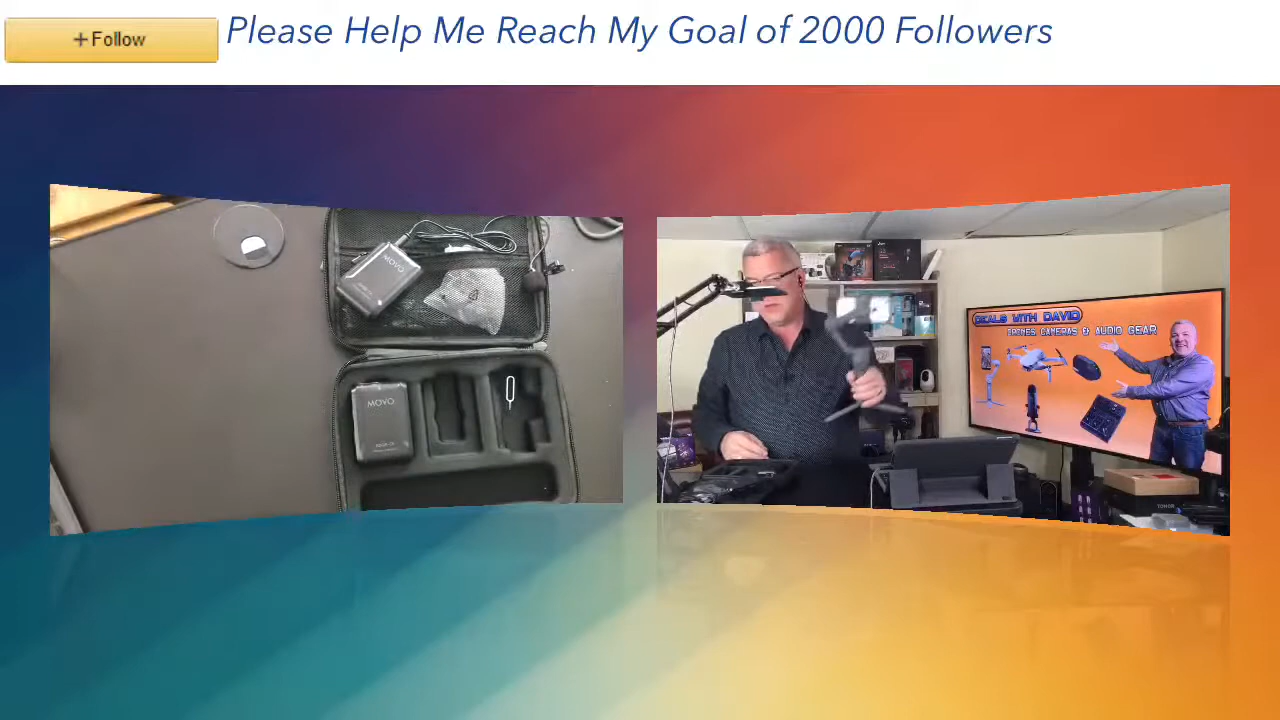 +Follow
Please Help Me Reach My Goal of 2000 Followers
MOVO
MOVO
DEALS WITH DAVID
DRONES CAMERAS & AUDIO GEAR